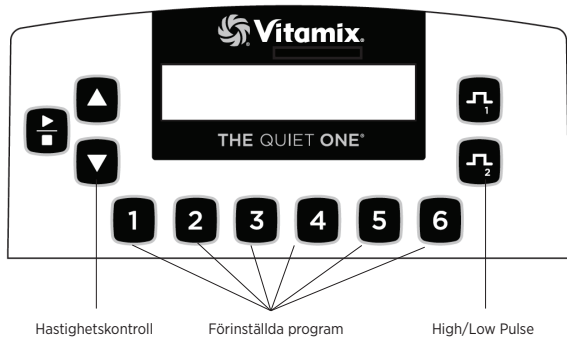 Vitamix.
THE QUIET ONE®
1
2
1 2 3 4 5 6
Hastighetskontroll Förinställda program High/Low Pulse